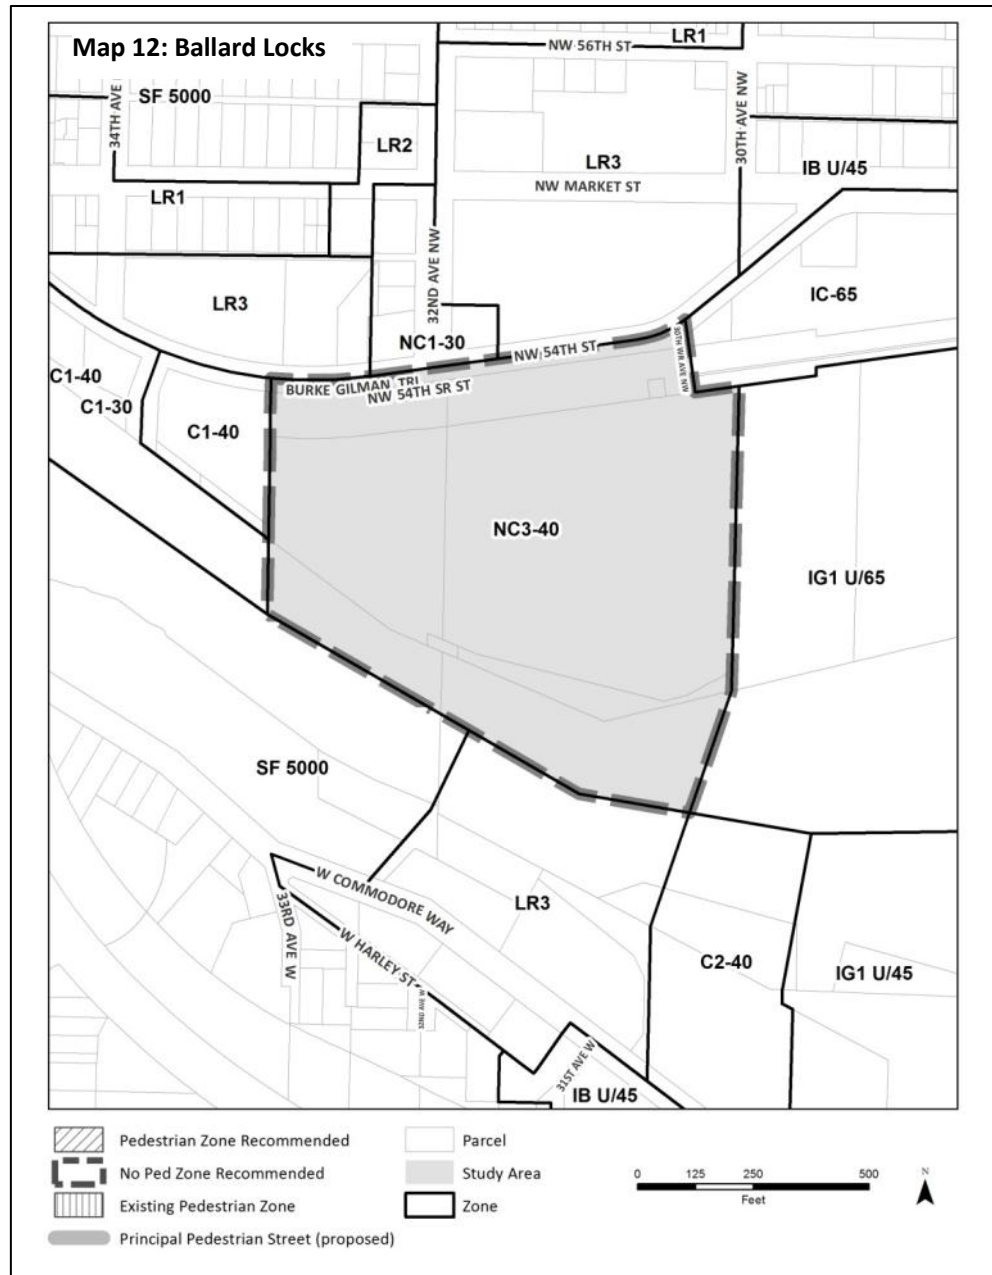 Map 12: Ballard Locks
NW 56TH ST
LR1
34TH AVE
SF 5000
LR2
30TH AVE NW
LR3
IB U/45
NW MARKET ST
LR1
32ND AVE NW
LR3
IC-65
NC1-30
30TH WR AVE NW
NW 54TH ST
BURKE GILMAN TRL
NW 54TH SR ST
C1-40
C1-30
C1-40
NC3-40
IG1 U/65
SF 5000
W COMMODORE WAY
LR3
33RD AVE W
W HARLEY ST
C2-40
IG1 U/45
32ND AVE W
31ST AVE W
IB U/45
Pedestrian Zone Recommended
Parcel
No Ped Zone Recommended
Study Area
0 125 250 500
Feet
N
Existing Pedestrian Zone
Zone
Principal Pedestrian Street (proposed)